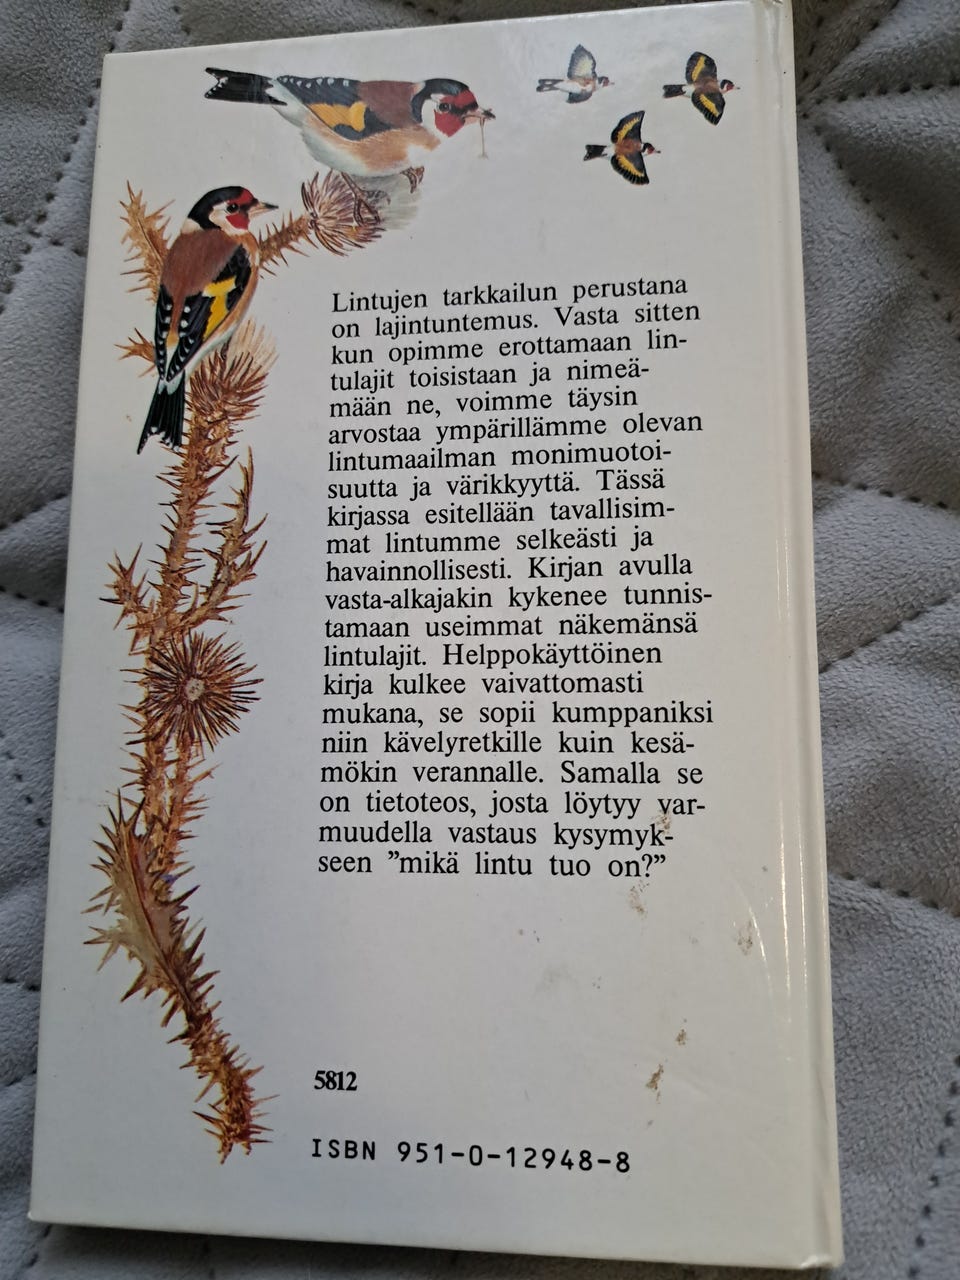 Lintujen tarkkailun perustana
on lajintuntemus. Vasta sitten
kun opimme erottamaan lin-
tulajit toisistaan ja nimeä-
mään ne, voimme täysin
arvostaa ympärillämme olevan
lintumaailman monimuotoi-
suutta ja värikkyyttä. Tässä
kirjassa esitellään tavallisim-
mat lintumme selkeästi ja
havainnollisesti. Kirjan avulla
vasta-alkajakin kykenee tunnis-
tamaan useimmat näkemänsä
lintulajit. Helppokäyttöinen
kirja kulkee vaivattomasti
mukana, se sopii kumppaniksi
niin kävelyretkille kuin kesä-
mökin verannalle. Samalla se
on tietoteos, josta löytyy var-
muudella vastaus kysymyk-
seen ”mikä lintu tuo on?”
5812
ISBN 951-0-12948-8